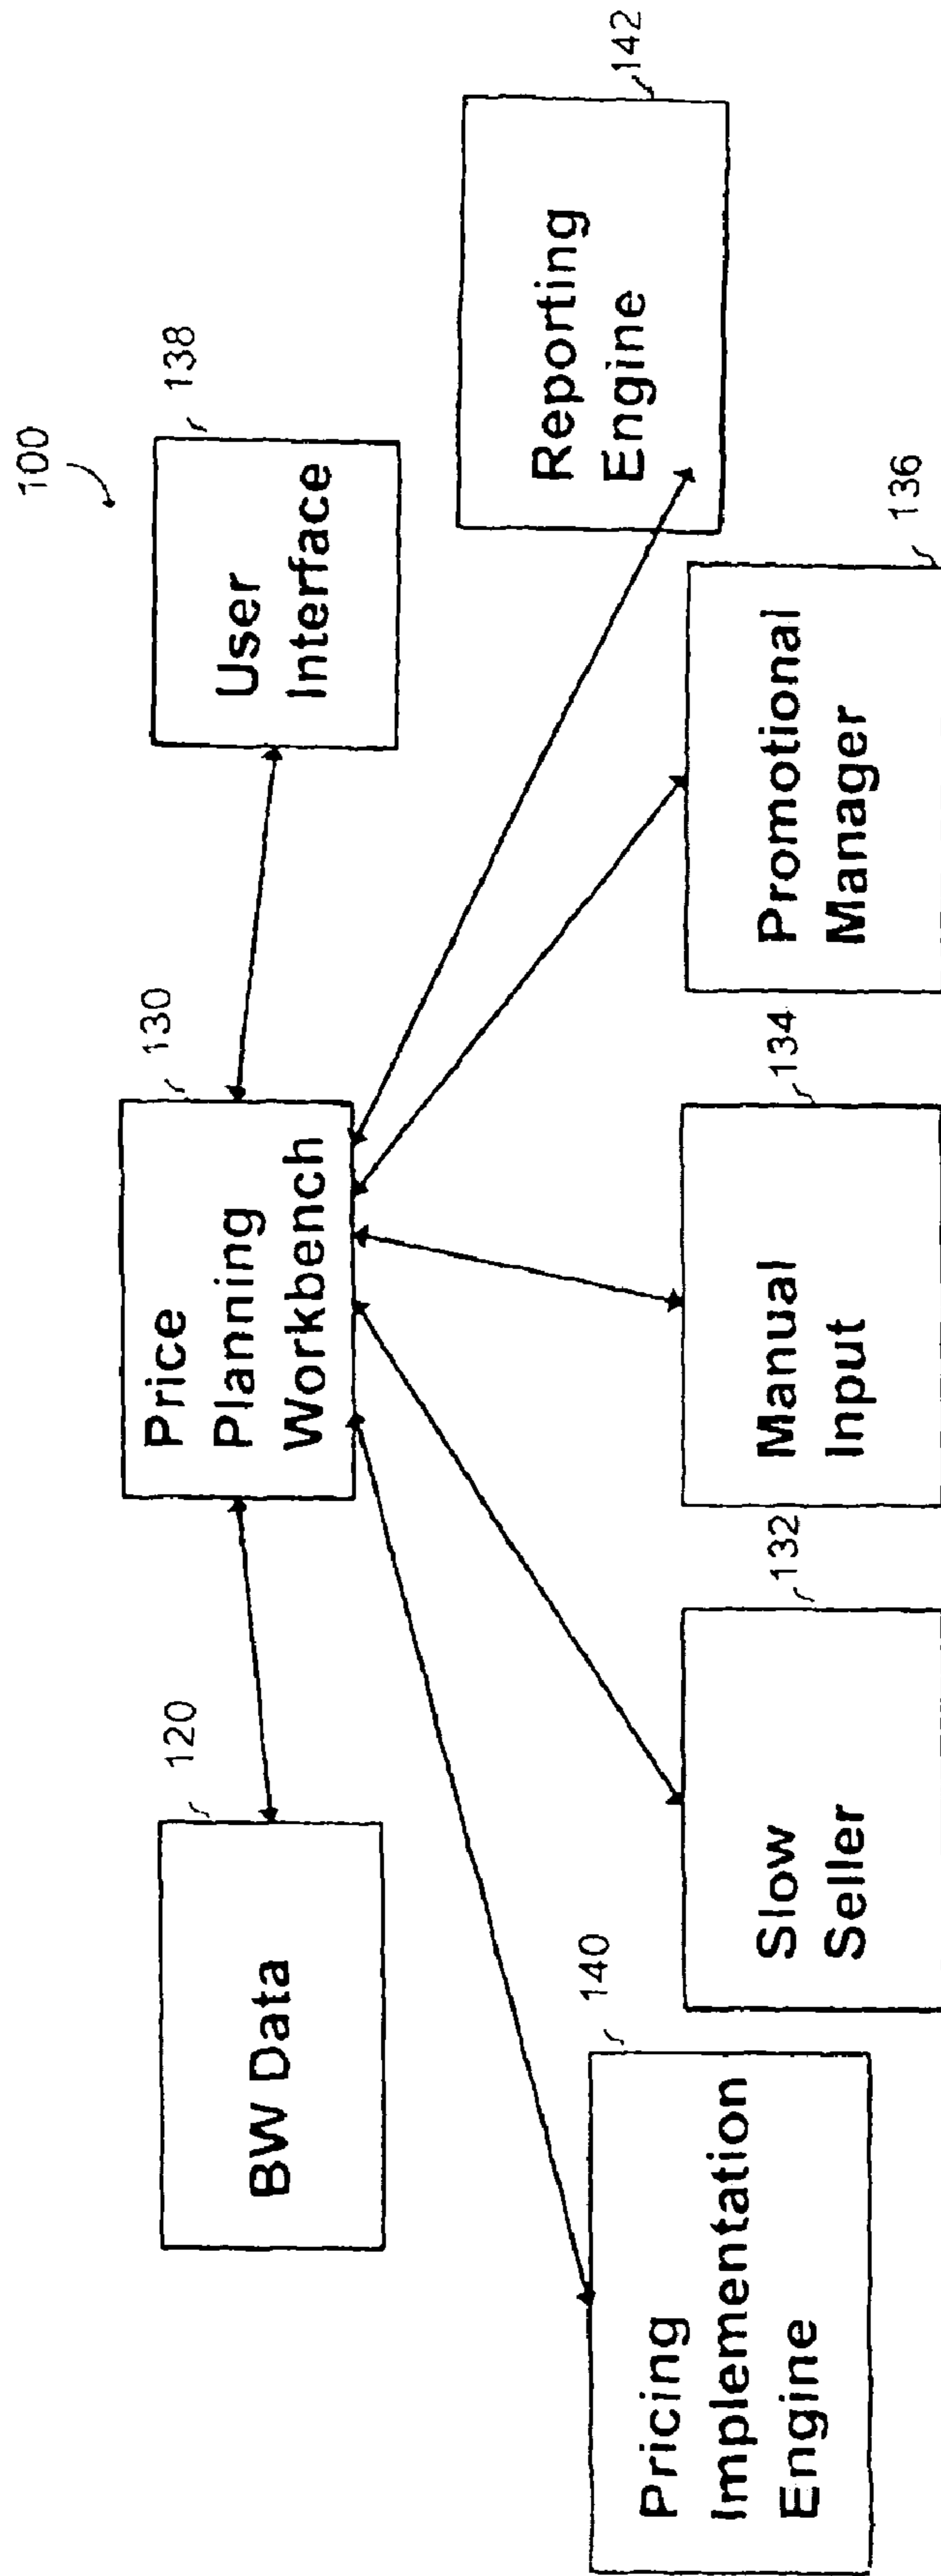 100
120
BW Data
130
Price
Planning
Workbench
138
User
Interface
140
Pricing
Implementation
Engine
132
Slow
Seller
134
Manual
Input
136
Promotional
Manager
142
Reporting
Engine